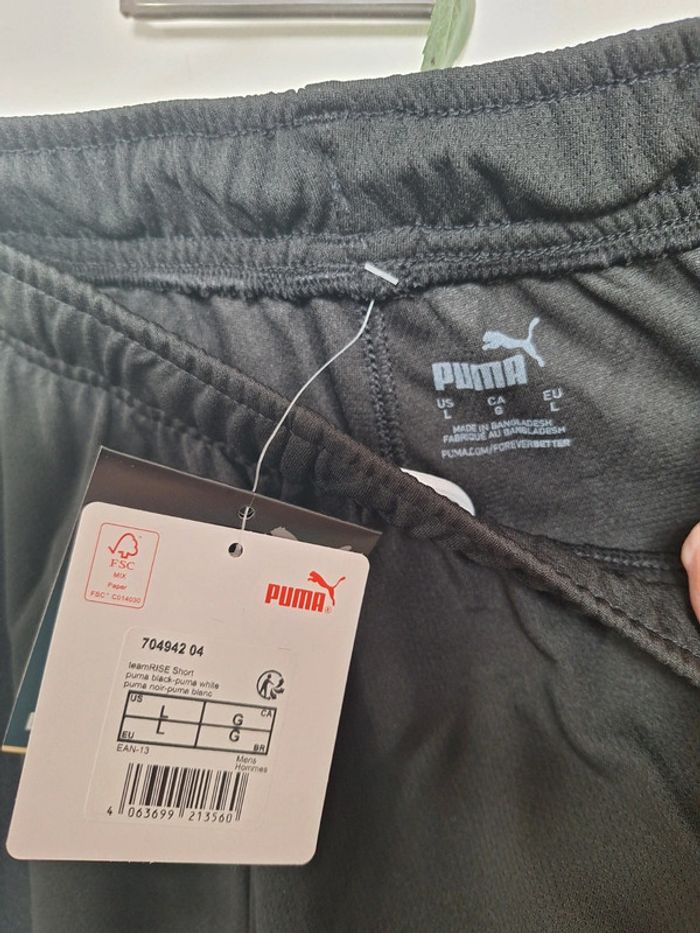 PUMA
US CA EU
L G L
MADE IN BANGLADESH
FABRIQUÉ AU BANGLADESH
PUMA.COM/FOREVERBETTER
FSC
MIX
Paper
FSC™ C014030
PUMA®
704942 04
teamRISE Short
puma black-puma white
puma noir-puma blanc
US L G CA
EU L G BR
EAN-13
Mens
Hommes
4 063699 213560